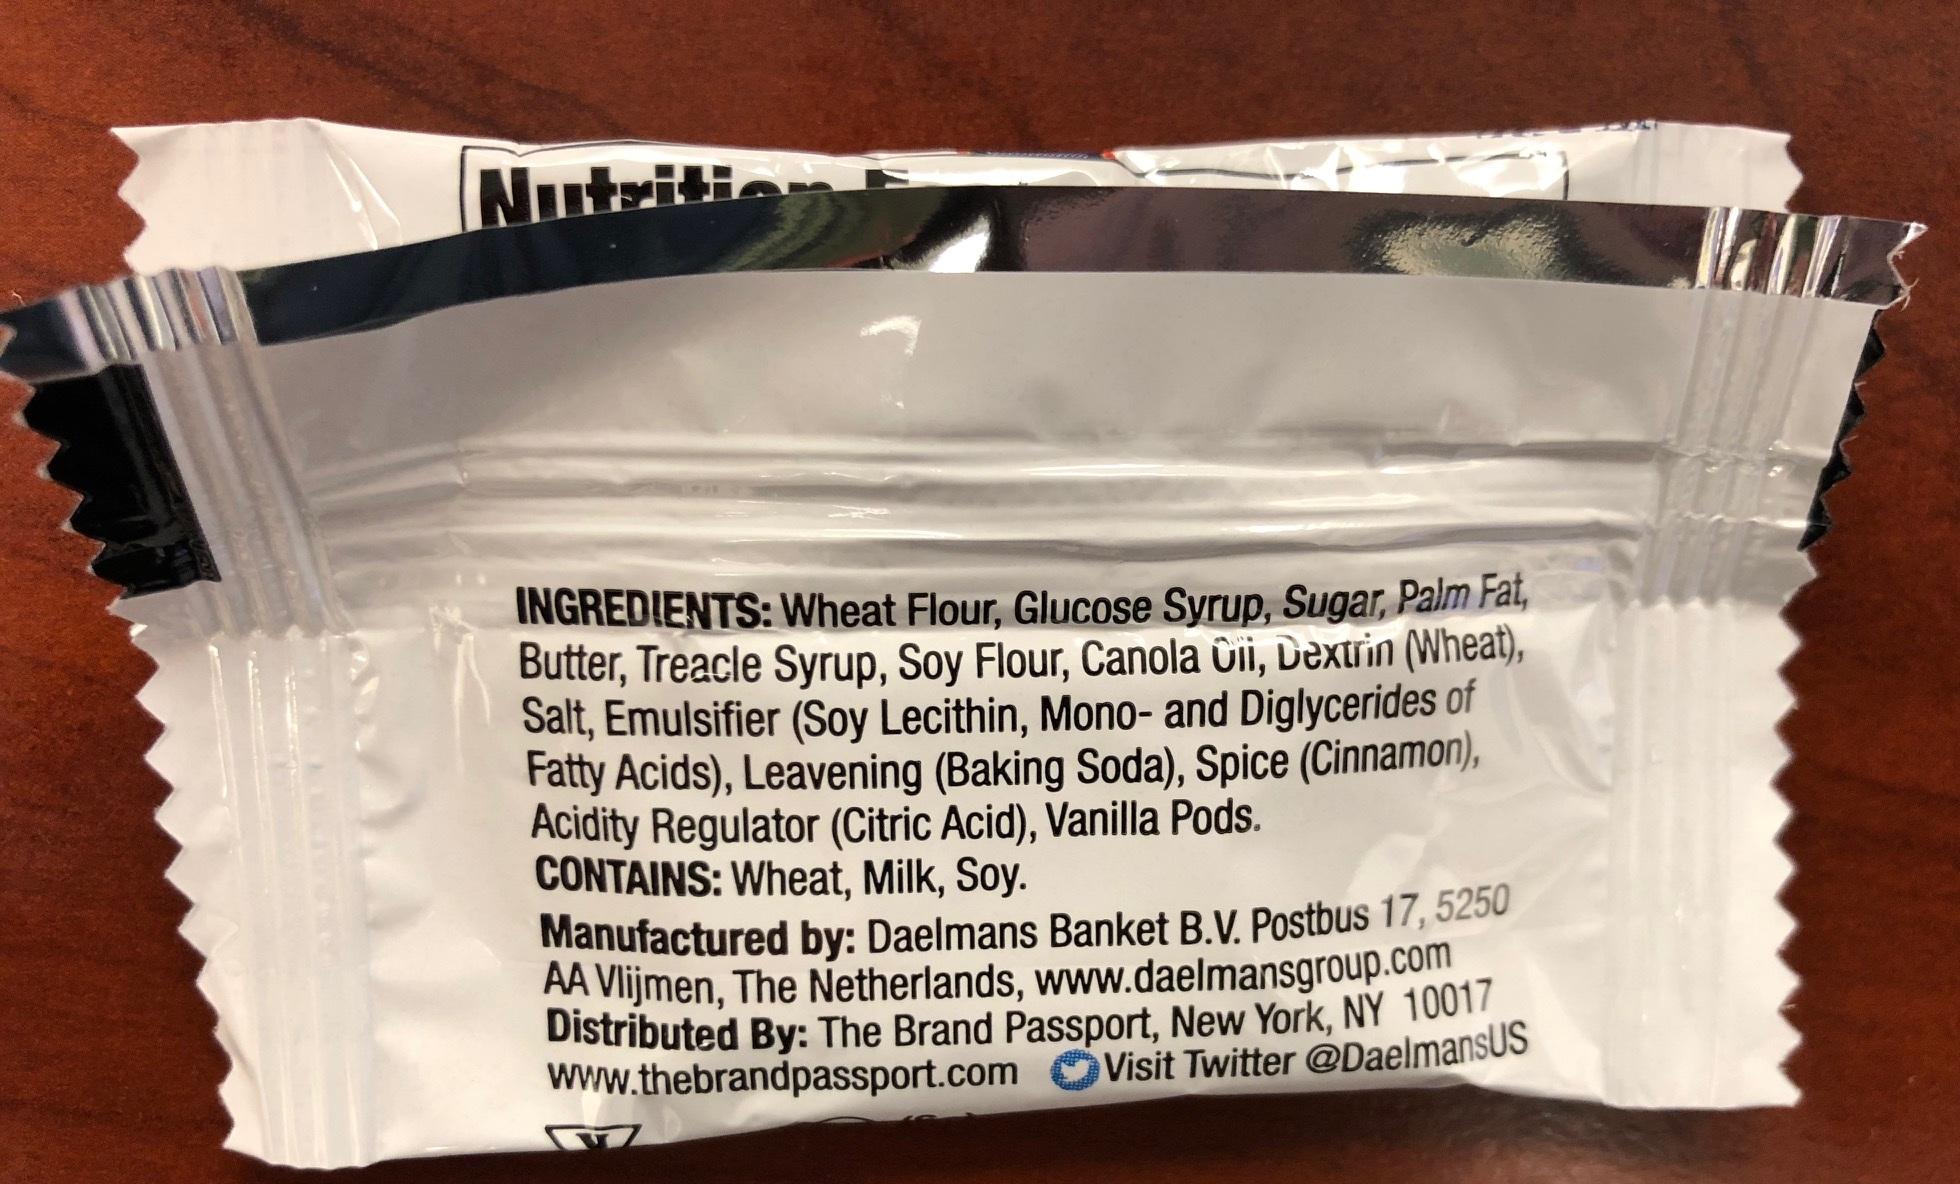 Nutrition
INGREDIENTS: Wheat Flour, Glucose Syrup, Sugar, Palm Fat,
Butter, Treacle Syrup, Soy Flour, Canola Oil, Dextrin (Wheat),
Salt, Emulsifier (Soy Lecithin, Mono- and Diglycerides of
Fatty Acids), Leavening (Baking Soda), Spice (Cinnamon),
Acidity Regulator (Citric Acid), Vanilla Pods.
CONTAINS: Wheat, Milk, Soy.
Manufactured by: Daelmans Banket B.V. Postbus 17, 5250
AA Vlijmen, The Netherlands, www.daelmansgroup.com
Distributed By: The Brand Passport, New York, NY 10017
www.thebrandpassport.com Visit Twitter @DaelmansUS